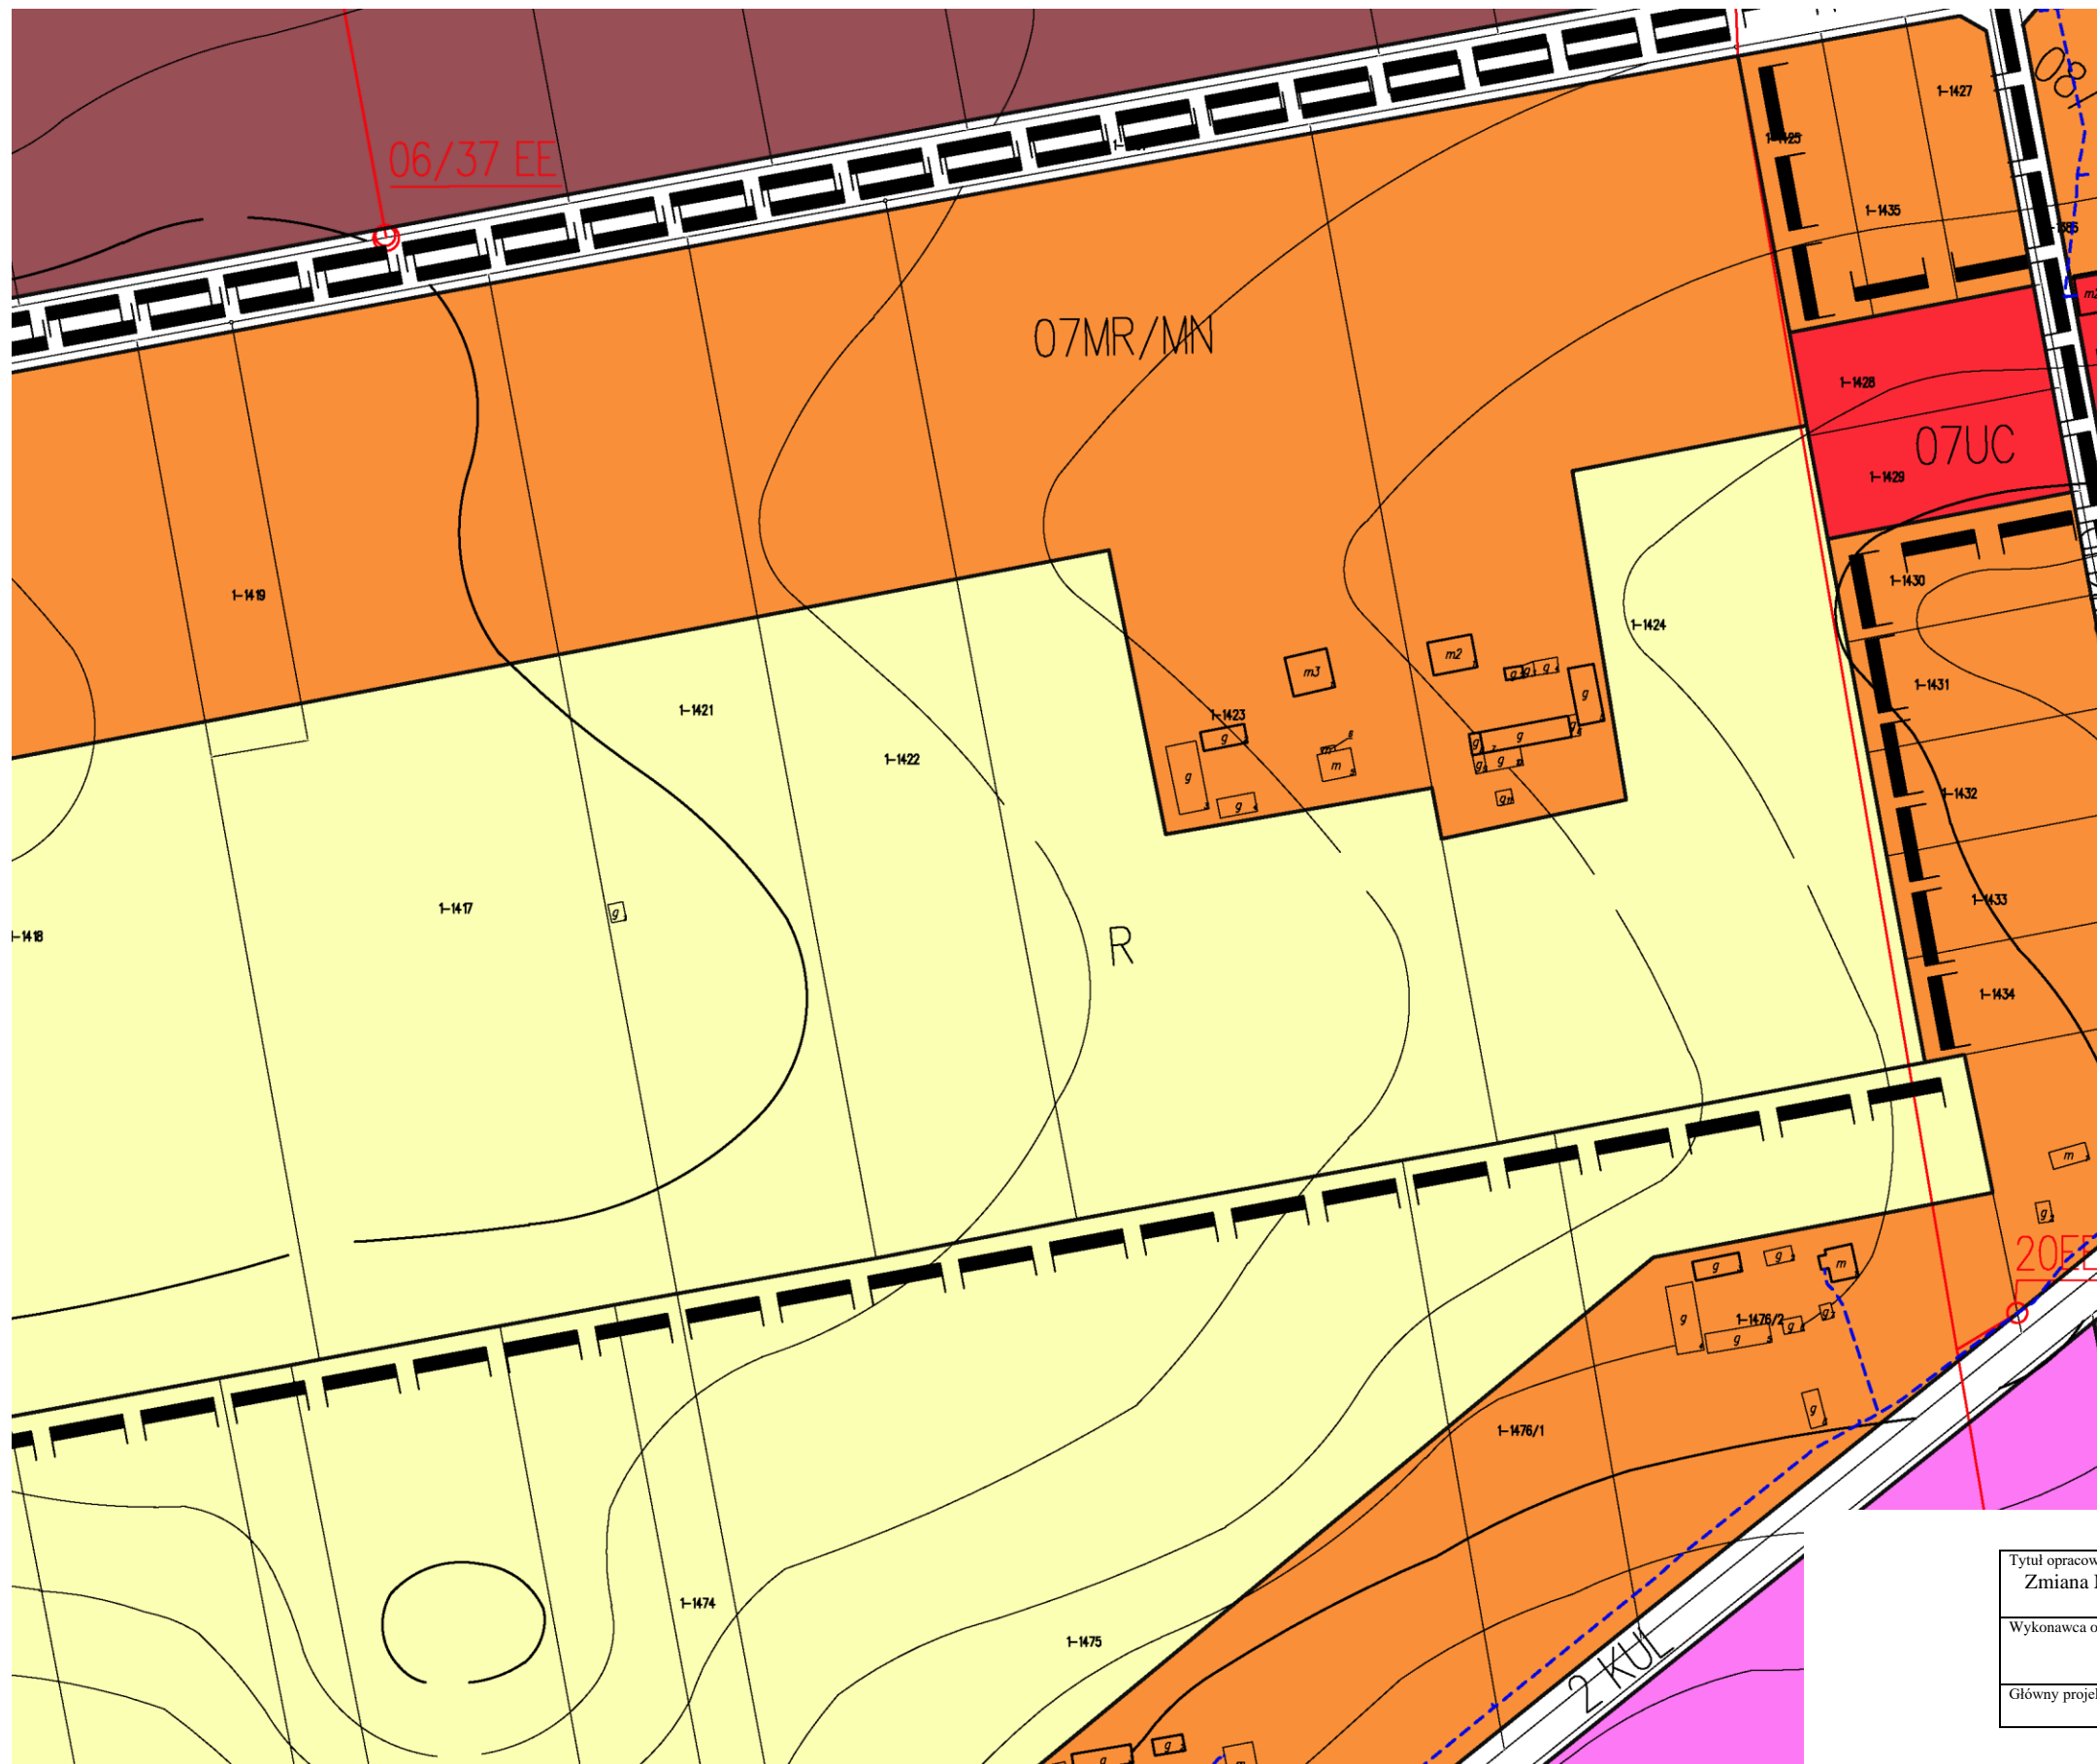 1-1427
08
06/37 EE
1-1425
1-1435
07MR/MN
1-1428
07UC
1-1429
1-1430
1-1419
1-1424
m3
m2
g
g
g
g
1-1431
1-1421
1-1423
g
g
g
g
1-1422
m
g
g
g
g
g
1-1432
1-1417
g
1-1433
1-1418
R
1-1434
m
g
20EE
g
g
m
g
1-1476/2
g
g
g
g
1-1476/1
1-1474
1-1475
2 KUL
g
g
m
Tytuł opracow
Zmiana
Wykonawca o
Główny projek